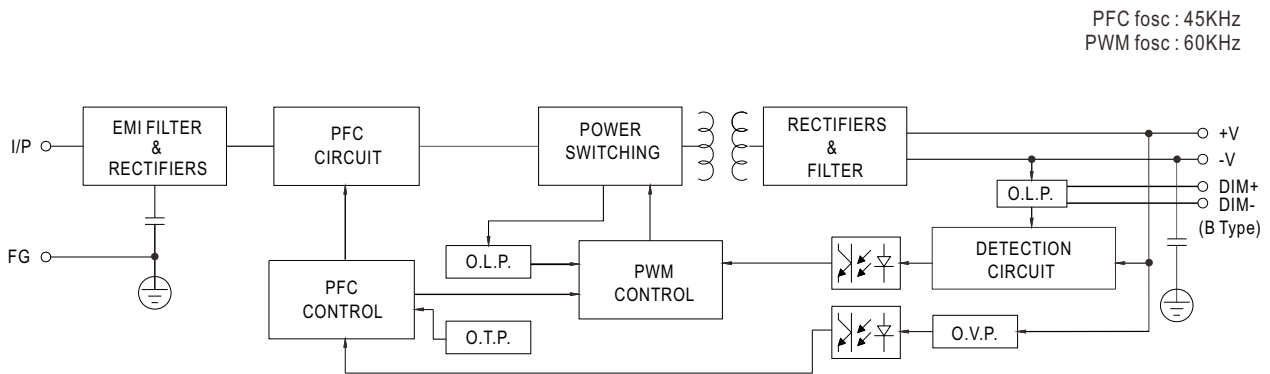 PFC fosc : 45KHz
PWM fosc : 60KHz
I/P
EMI FILTER
&
RECTIFIERS
PFC
CIRCUIT
POWER
SWITCHING
RECTIFIERS
&
FILTER
+V
-V
O.L.P.
DIM+
DIM-
(B Type)
FG
O.L.P.
PWM
CONTROL
DETECTION
CIRCUIT
PFC
CONTROL
O.T.P.
O.V.P.